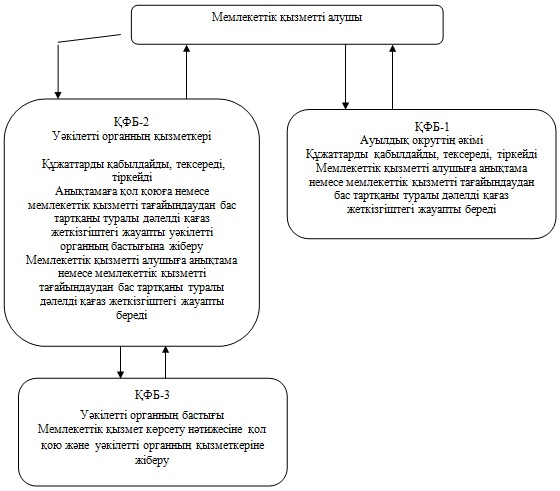 Мемлекеттік қызметті алушы
ҚФБ-2
Уәкілетті органның қызметкері
Құжаттарды қабылдайды, тексереді,
тіркейді
Анықтамаға қол қоюға немесе
мемлекеттік қызметті тағайындаудан бас
тартқаны туралы дәлелді қағаз
жеткізгіштегі жауапты уәкілетті
органның бастығына жіберу
Мемлекеттік қызметті алушыға анықтама
немесе мемлекеттік қызметті
тағайындаудан бас тартқаны туралы
дәлелді қағаз жеткізгіштегі жауапты
береді
ҚФБ-1
Ауылдық округтің әкімі
Құжаттарды қабылдайды, тексереді, тіркейді
Мемлекеттік қызметті алушыға анықтама
немесе мемлекеттік қызметті тағайындаудан
бас тартқаны туралы дәлелді қағаз
жеткізгіштегі жауапты береді
ҚФБ-3
Уәкілетті органның бастығы
Мемлекеттік қызмет көрсету нәтижесіне қол
қою және уәкілетті органның қызметкеріне
жіберу